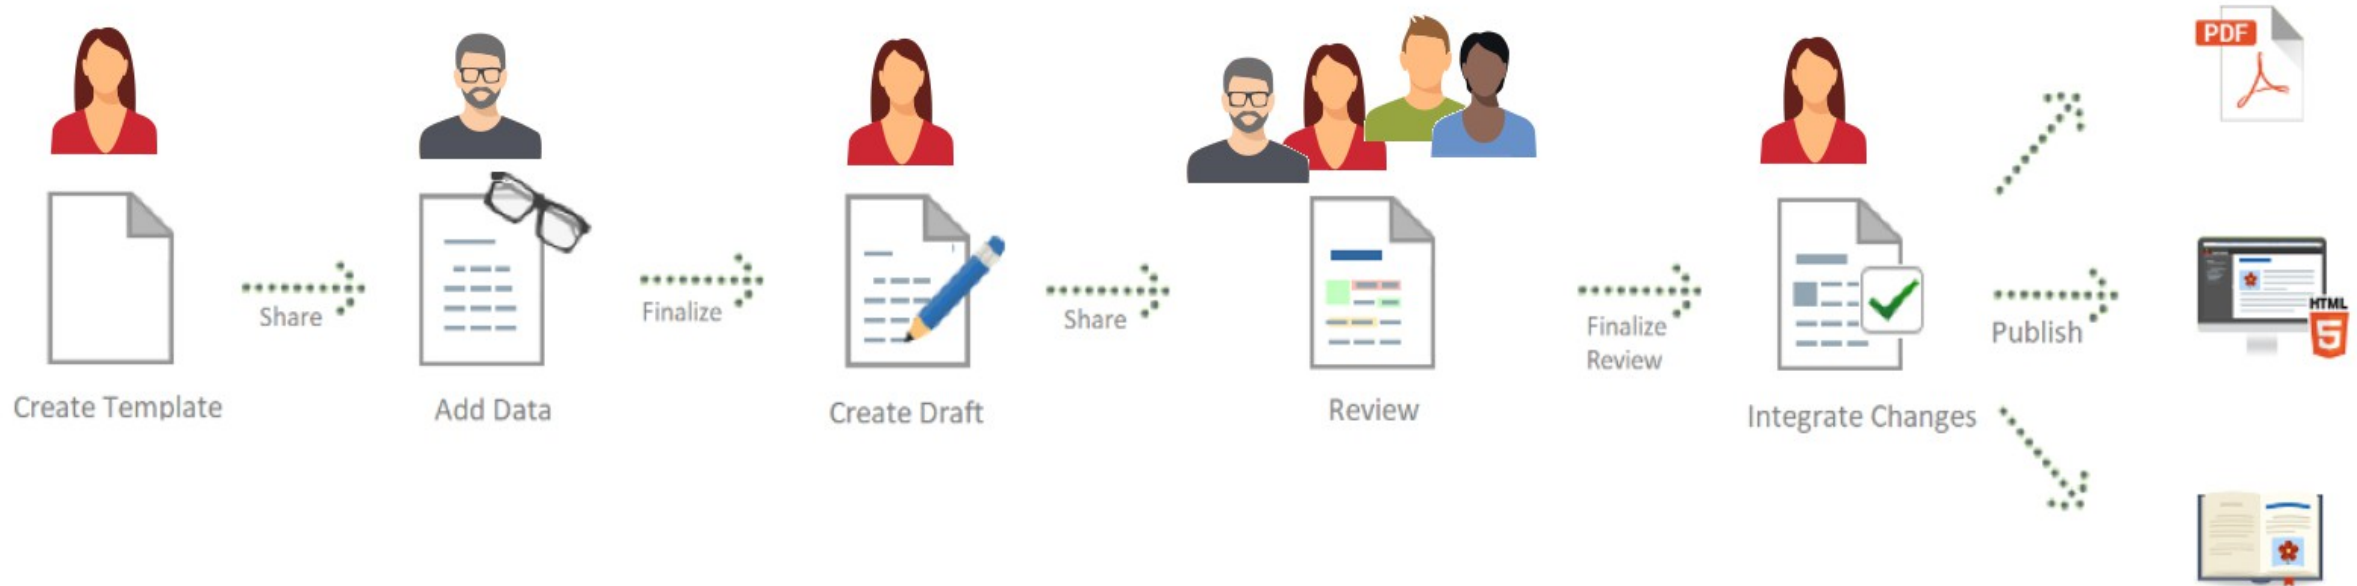 PDF
Share
Finalize
Share
Finalize
Review
Publish
HTML
5
Create Template
Add Data
Create Draft
Review
Integrate Changes